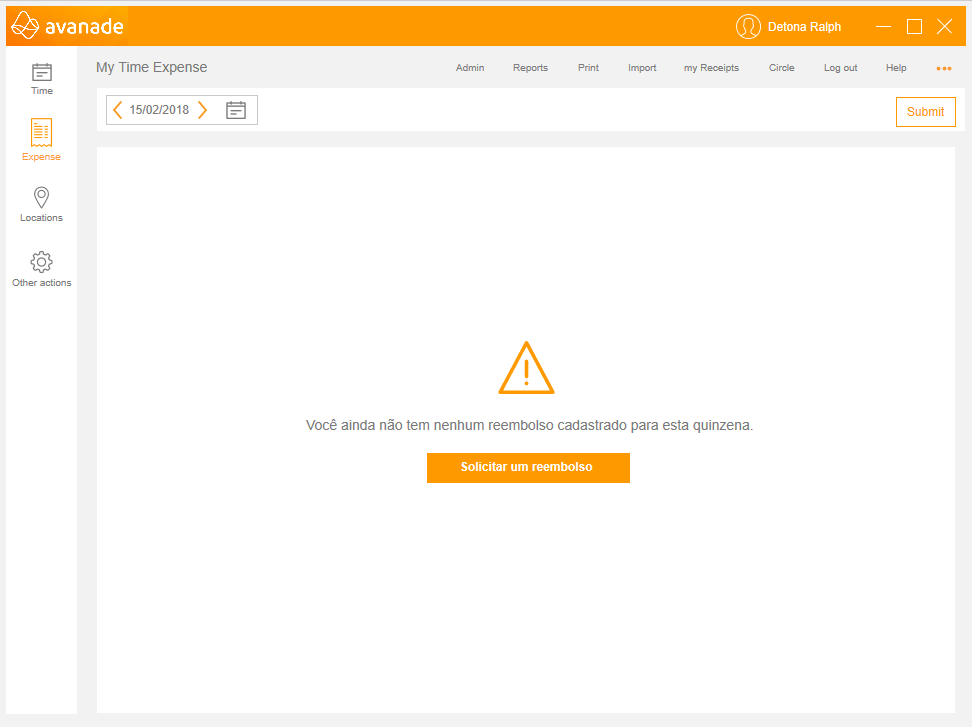 avanade
Detona Ralph
My Time Expense
Admin
Reports
Print
Import
my Receipts
Circle
Log out
Help
Time
Expense
Locations
Other actions
15/02/2018
Submit
Você ainda não tem nenhum reembolso cadastrado para esta quinzena.
Solicitar um reembolso